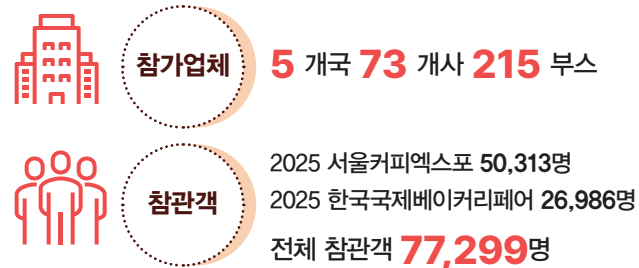 참가업체
5 개국 73 개사 215 부스
참관객
2025 서울커피엑스포 50,313명
2025 한국국제베이커리페어 26,986명
전체 참관객 77,299명